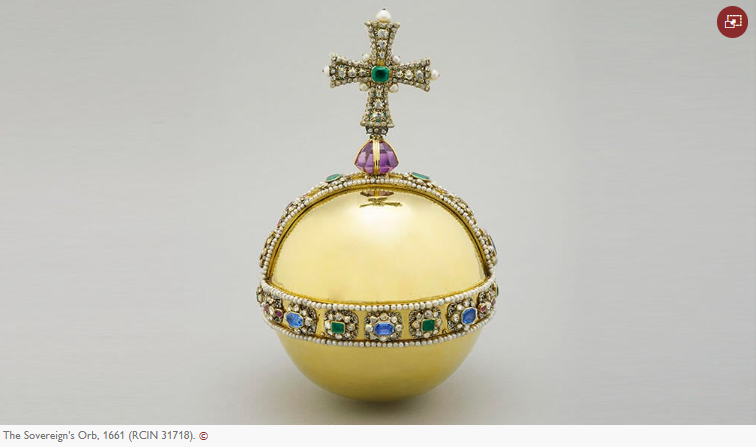 The Sovereign's Orb, 1661 (RCIN 31718). ©